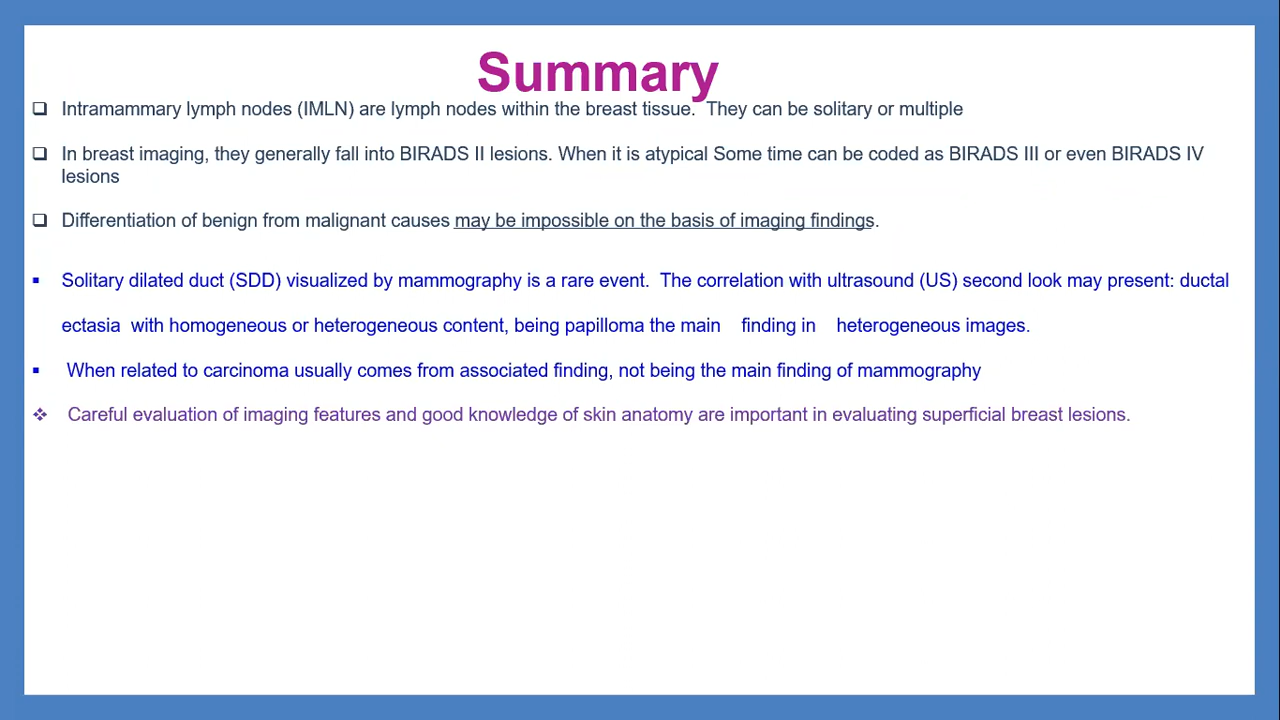 Summary
Intramammary lymph nodes (IMLN) are lymph nodes within the breast tissue.  They can be solitary or multiple
In breast imaging, they generally fall into BIRADS II lesions. When it is atypical Some time can be coded as BIRADS III or even BIRADS IV
lesions
Differentiation of benign from malignant causes may be impossible on the basis of imaging findings.
Solitary dilated duct (SDD) visualized by mammography is a rare event.  The correlation with ultrasound (US) second look may present: ductal
ectasia  with homogeneous or heterogeneous content, being papilloma the main    finding in    heterogeneous images.
When related to carcinoma usually comes from associated finding, not being the main finding of mammography
Careful evaluation of imaging features and good knowledge of skin anatomy are important in evaluating superficial breast lesions.